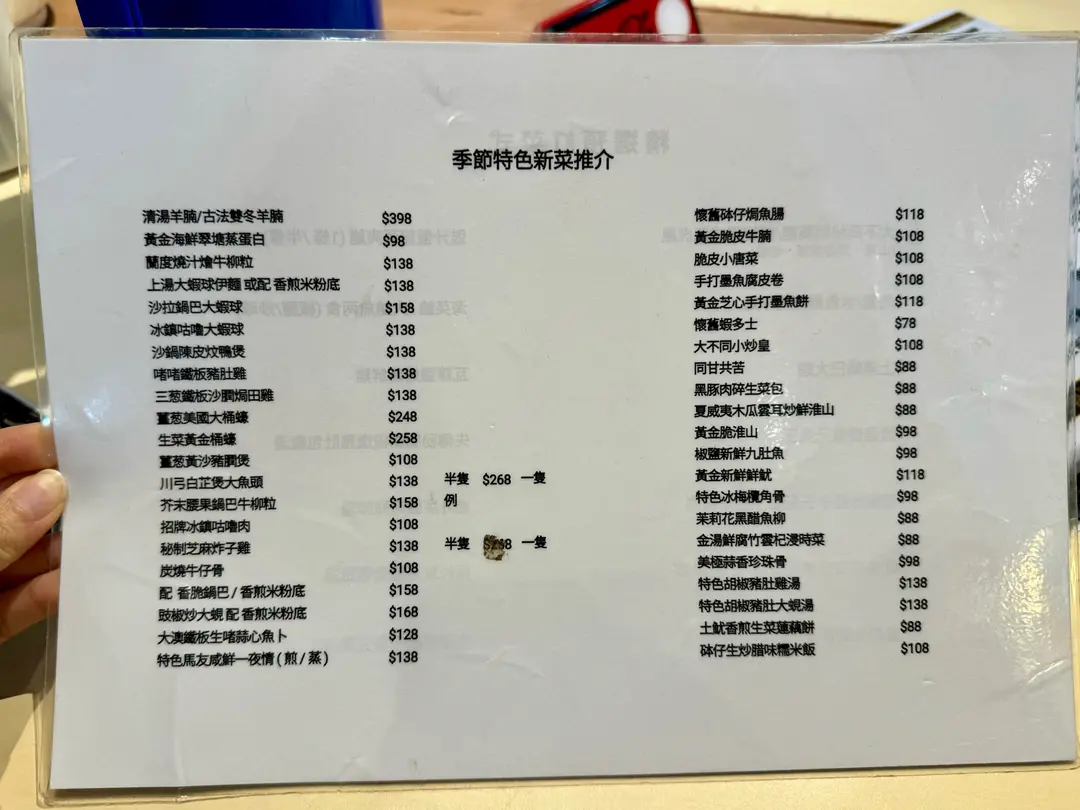 季節特色新菜推介
清湯羊腩/古法雙冬羊腩 $398
黃金海鮮翠塘蒸蛋白 $98
蘭度燒汁燴牛柳粒 $138
上湯大蝦球伊麵 或配 香煎米粉底 $138
沙拉鍋巴大蝦球 $158
冰鎮咕嚕大蝦球 $138
沙鍋陳皮炆鴨煲 $138
啫啫鐵板豬肚雞 $138
三葱鐵板沙膶焗田雞 $138
薑葱美國大桶蠔 $248
生菜黃金桶蠔 $258
薑葱黃沙豬膶煲 $108
川弓白芷煲大魚頭 $138 半隻 $268 一隻
芥末腰果鍋巴牛柳粒 $158 例
招牌冰鎮咕嚕肉 $108
秘制芝麻炸子雞 $138 半隻 一隻
炭燒牛仔骨 $108
配 香脆鍋巴 / 香煎米粉底 $158
豉椒炒大蜆 配 香煎米粉底 $168
大澳鐵板生啫蒜心魚卜 $128
特色馬友咸鮮一夜情 ( 煎 / 蒸 ) $138
懷舊砵仔焗魚腸 $118
黃金脆皮牛腩 $108
脆皮小唐菜 $108
手打墨魚腐皮卷 $108
黃金芝心手打墨魚餅 $118
懷舊蝦多士 $78
大不同小炒皇 $108
同甘共苦 $88
黑豚肉碎生菜包 $88
夏威夷木瓜雲耳炒鮮淮山 $88
黃金脆淮山 $98
椒鹽新鮮九肚魚 $98
黃金新鮮鮮魷 $118
特色冰梅欖角骨 $98
茉莉花黑醋魚柳 $88
金湯鮮腐竹雲杞浸時菜 $88
美極蒜香珍珠骨 $98
特色胡椒豬肚雞湯 $138
特色胡椒豬肚大蜆湯 $138
土魷香煎生菜蓮藕餅 $88
砵仔生炒腊味糯米飯 $108